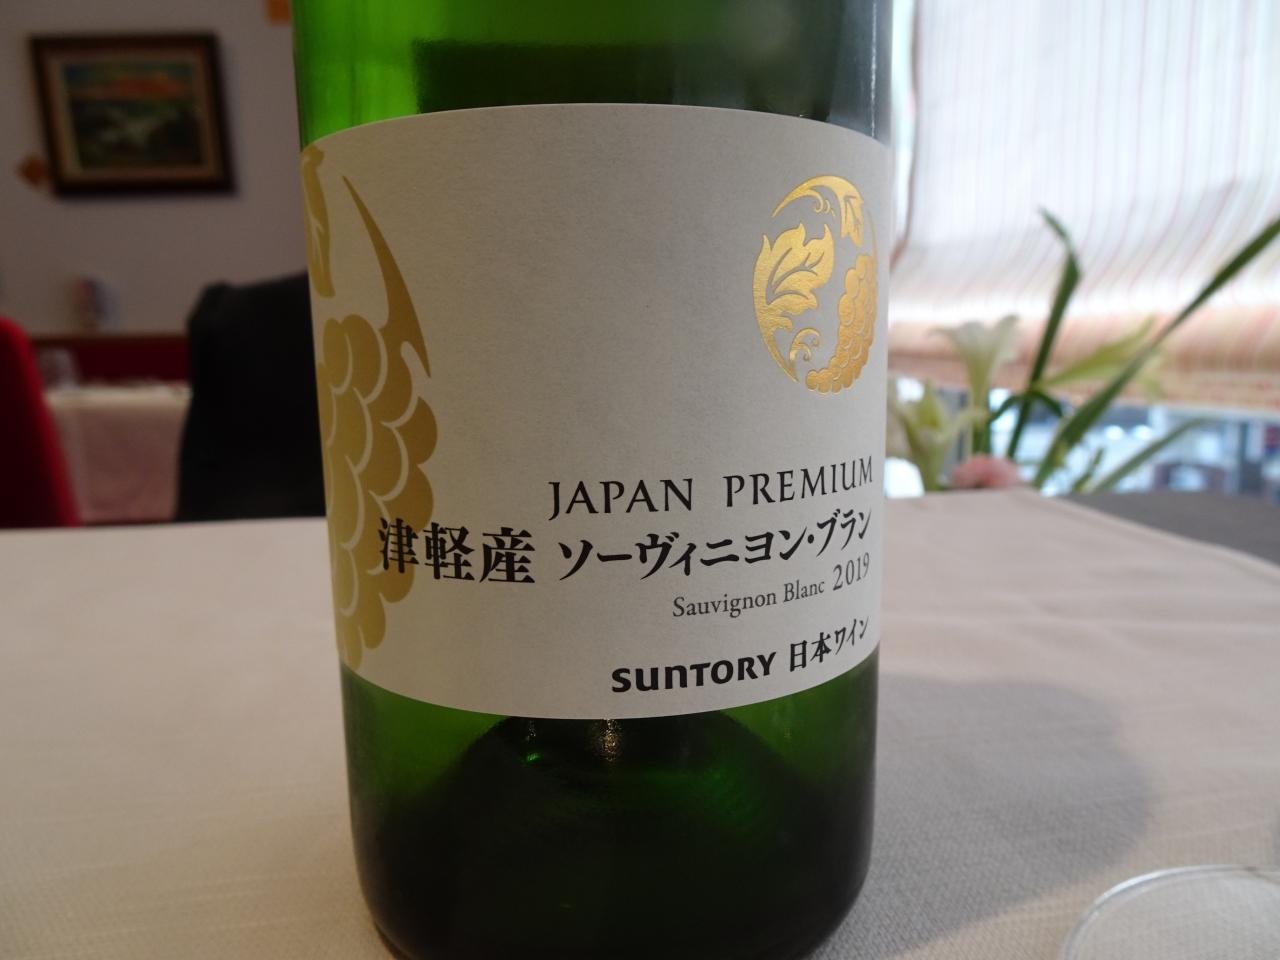 JAPAN PREMIUM
津軽産 ソーヴィニヨン・ブラン
Sauvignon Blanc 2019
SUNTORY 日本ワイン